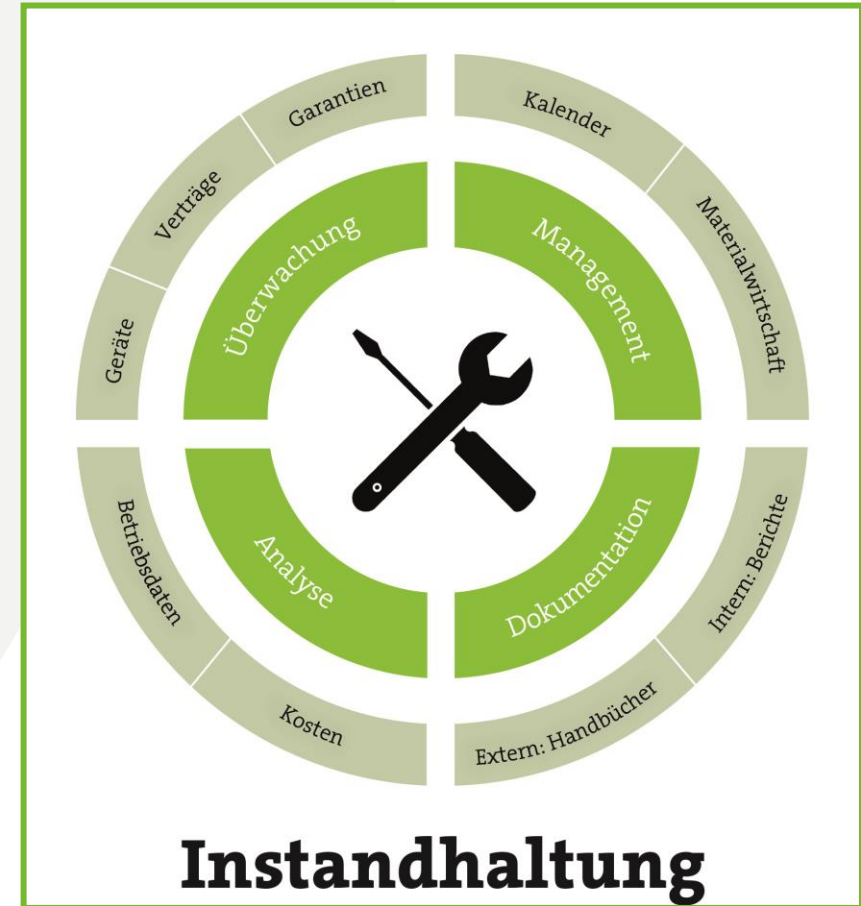 Garantien
Kalender
Verträge
Materialwirtschaft
Geräte
Überwachung
Management
Analyse
Dokumentation
Betriebsdaten
Intern: Berichte
Kosten
Extern: Handbücher
Instandhaltung